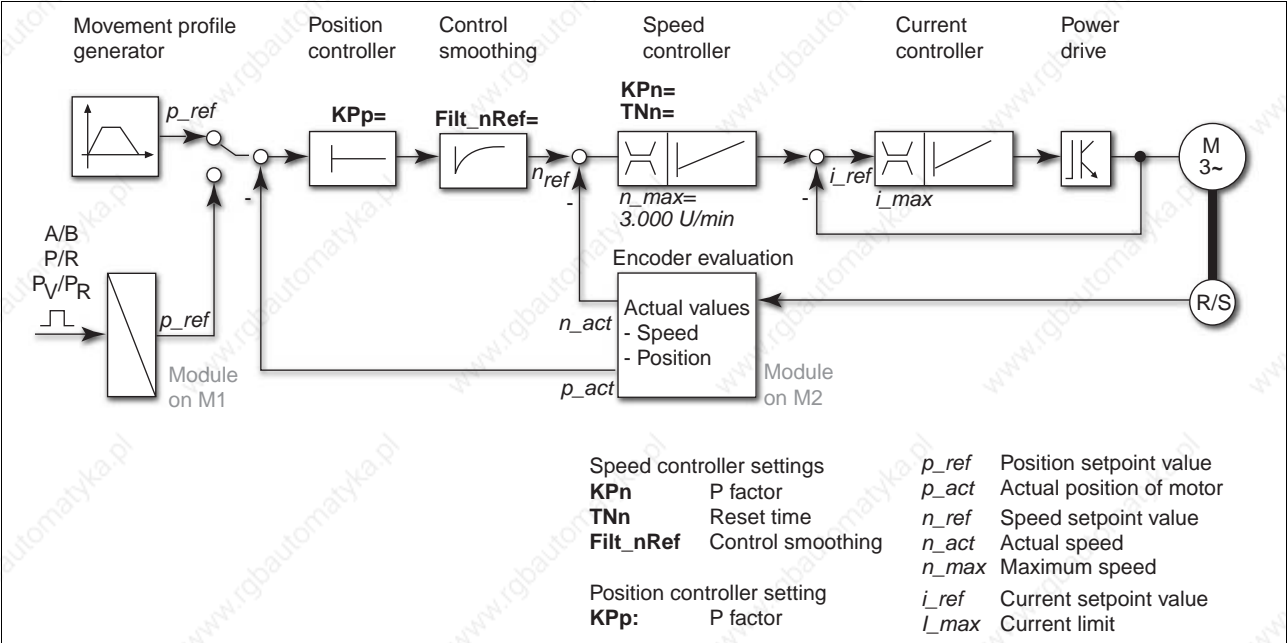 Movement profile
generator
Position
controller
Control
smoothing
Speed
controller
Current
controller
Power
drive
KPn=
TNn=
KPp=
Filt_nRef=
p_ref
n_ref
i_ref
M
3~
n_max=
3.000 U/min
i_max
-
-
-
A/B
P/R
PV/PR
p_ref
Module
on M1
Encoder evaluation
Actual values
- Speed
- Position
n_act
p_act
Module
on M2
R/S
Speed controller settings
KPn P factor
TNn Reset time
Filt_nRef Control smoothing
Position controller setting
KPp: P factor
p_ref Position setpoint value
p_act Actual position of motor
n_ref Speed setpoint value
n_act Actual speed
n_max Maximum speed
i_ref Current setpoint value
I_max Current limit
www.rgbautomatyka.pl